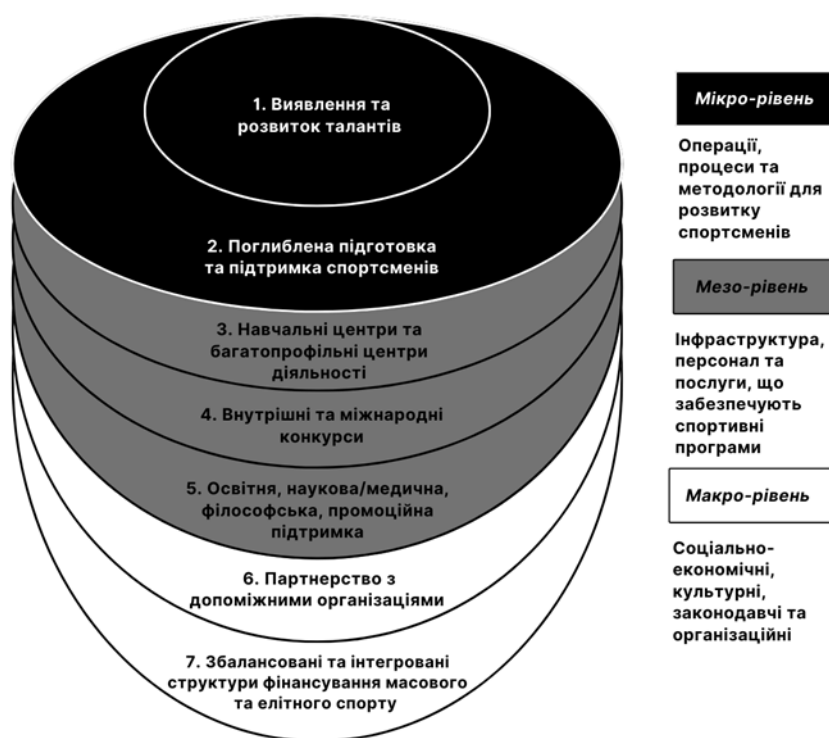 1. Виявлення та
розвиток талантів
2. Поглиблена підготовка
та підтримка спортсменів
3. Навчальні центри та
багатопрофільні центри
діяльності
4. Внутрішні та міжнародні
конкурси
5. Освітня, наукова/медична,
філософська, промоційна
підтримка
6. Партнерство з
допоміжними організаціями
7. Збалансовані та інтегровані
структури фінансування масового
та елітного спорту
Мікро-рівень
Операції,
процеси та
методології для
розвитку
спортсменів
Мезо-рівень
Інфраструктура,
персонал та
послуги, що
забезпечують
спортивні
програми
Макро-рівень
Соціально-
економічні,
культурні,
законодавчі та
організаційні